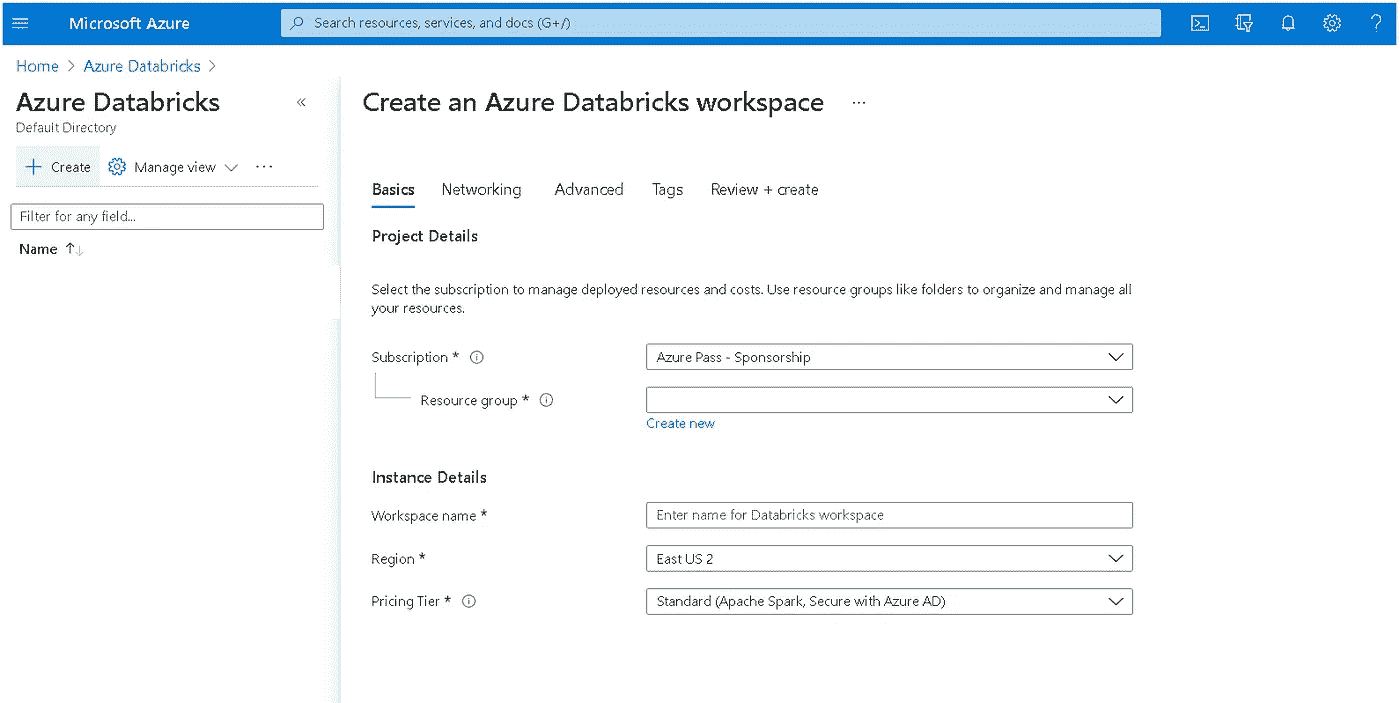 Microsoft Azure
Search resources, services, and docs (G+/)
Home > Azure Databricks >
Azure Databricks
Default Directory
Create
Manage view
Filter for any field...
Name
Create an Azure Databricks workspace
Basics Networking Advanced Tags Review + create
Project Details
Select the subscription to manage deployed resources and costs. Use resource groups like folders to organize and manage all
your resources.
Subscription * Azure Pass - Sponsorship
Resource group *
Create new
Instance Details
Workspace name * Enter name for Databricks workspace
Region * East US 2
Pricing Tier * Standard (Apache Spark, Secure with Azure AD)